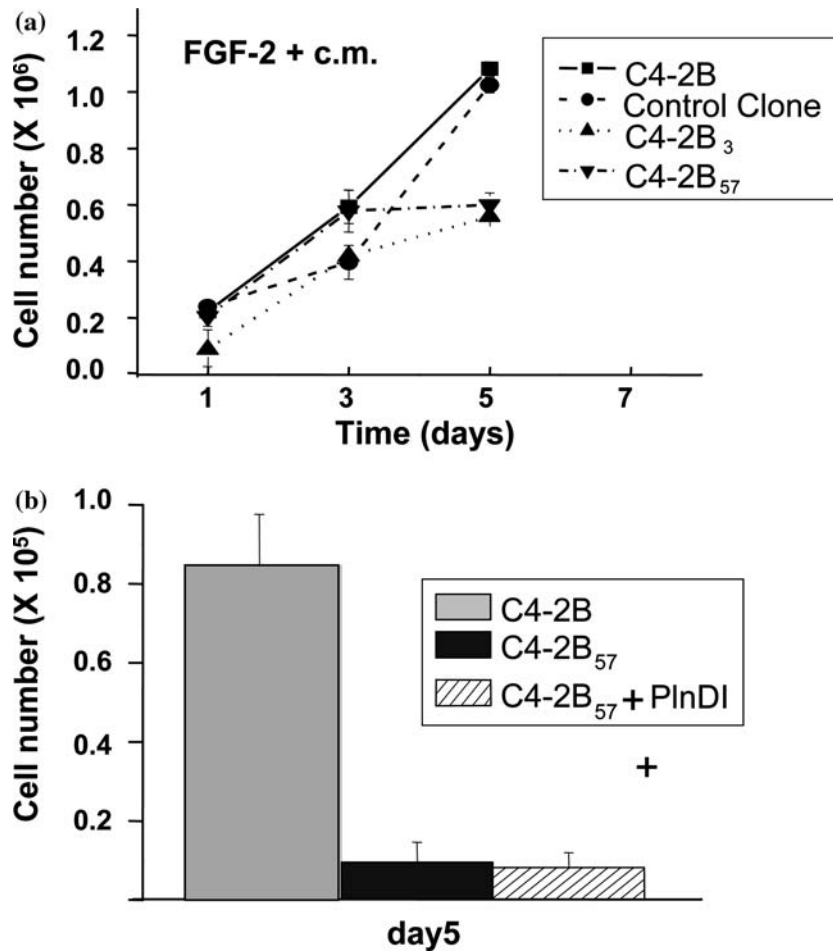 (a)
FGF-2 + c.m.
Cell number (X 10⁶)
1.2
1.0
0.8
0.6
0.4
0.2
0.0
1 3 5 7
Time (days)
C4-2B
Control Clone
C4-2B₃
C4-2B₅₇
(b)
Cell number (X 10⁵)
1.0
0.8
0.6
0.4
0.2
day5
C4-2B
C4-2B₅₇
C4-2B₅₇ + PlnDI
+